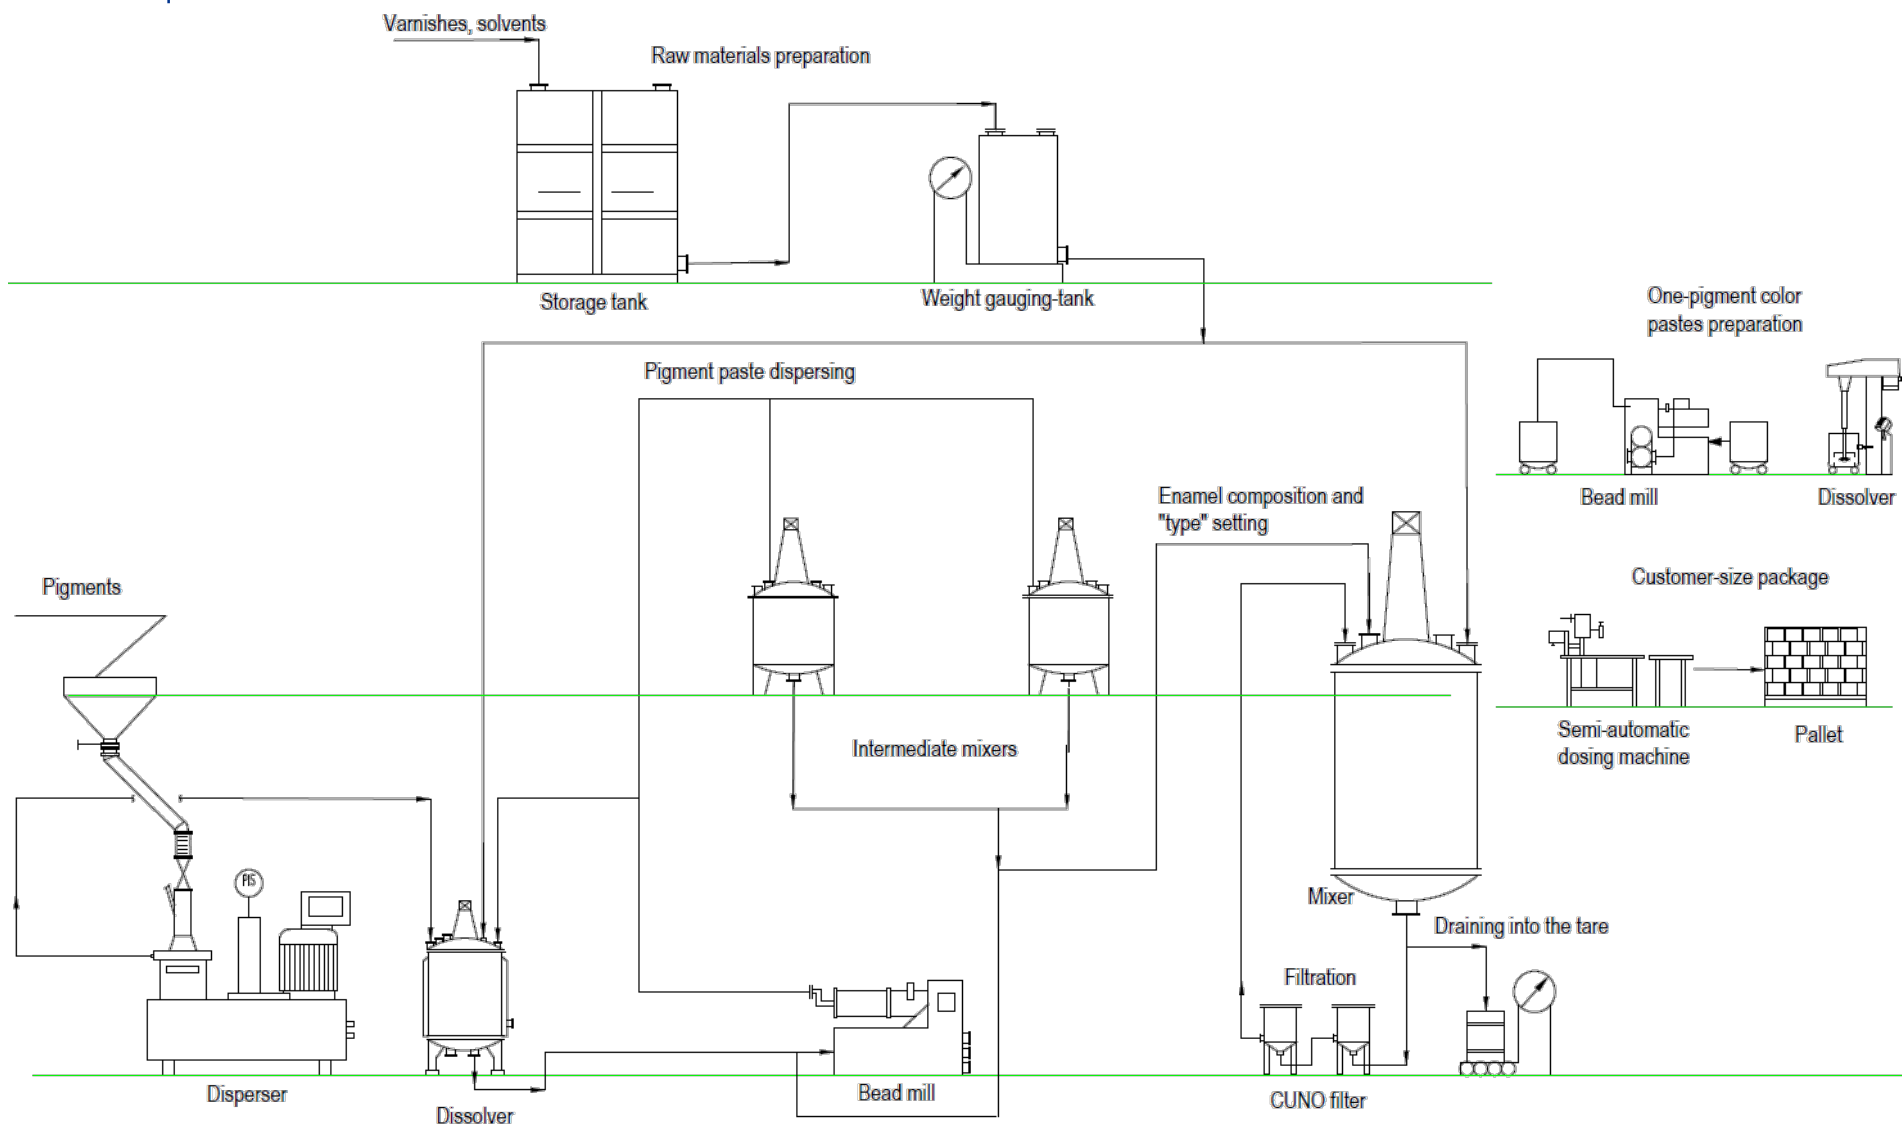 Varnishes, solvents
Raw materials preparation
Storage tank
Weight gauging-tank
One-pigment color
pastes preparation
Pigment paste dispersing
Bead mill
Dissolver
Enamel composition and
"type" setting
Pigments
Customer-size package
Semi-automatic
dosing machine
Pallet
Intermediate mixers
PIS
Mixer
Draining into the tare
Filtration
Disperser
Dissolver
Bead mill
CUNO filter